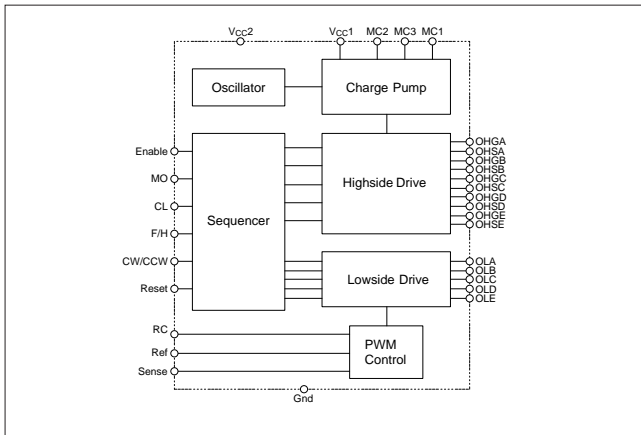 VCC2
VCC1
MC2
MC3
MC1
Oscillator
Charge Pump
Enable
MO
CL
F/H
CW/CCW
Reset
Sequencer
Highside Drive
OHGA
OHSA
OHGB
OHSB
OHGC
OHSC
OHGD
OHSD
OHGE
OHSE
Lowside Drive
OLA
OLB
OLC
OLD
OLE
RC
Ref
Sense
PWM
Control
Gnd